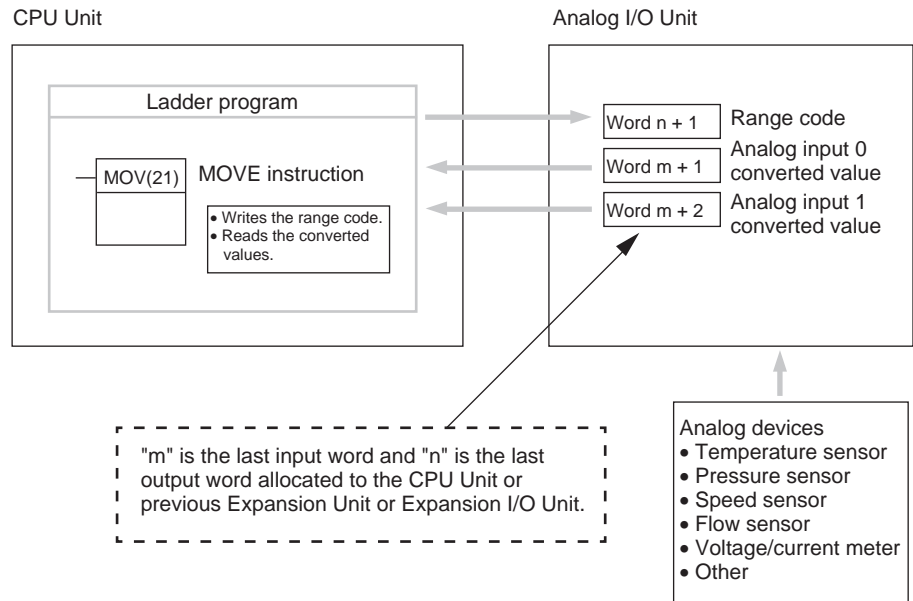 CPU Unit
Analog I/O Unit
Ladder program
MOV(21)
MOVE instruction
• Writes the range code.
• Reads the converted
values.
Word n + 1
Range code
Word m + 1
Analog input 0
converted value
Word m + 2
Analog input 1
converted value
"m" is the last input word and "n" is the last
output word allocated to the CPU Unit or
previous Expansion Unit or Expansion I/O Unit.
Analog devices
• Temperature sensor
• Pressure sensor
• Speed sensor
• Flow sensor
• Voltage/current meter
• Other